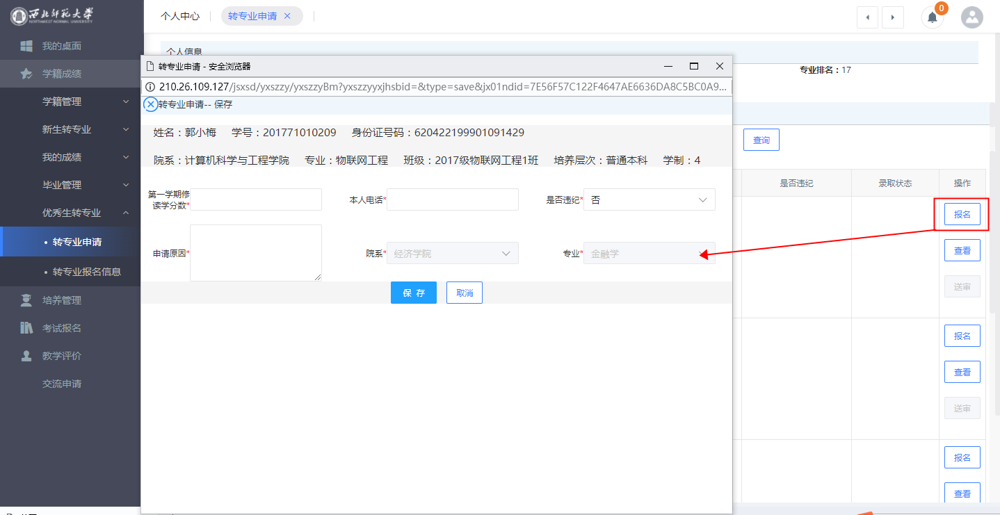 西北师范大学
NORTHWEST NORMAL UNIVERSITY
个人中心
转专业申请
0
我的桌面
学籍成绩
学籍管理
新生转专业
我的成绩
毕业管理
优秀生转专业
• 转专业申请
• 转专业报名信息
培养管理
考试报名
教学评价
交流申请
个人信息
专业排名：17
转专业申请 - 安全浏览器
210.26.109.127/jsxsd/yxszzy/yxszzyBm?yxszzyyxjhsbid=&type=save&jx01ndid=7E56F57C122F4647AE6636DA8C5BC0A9...
转专业申请-- 保存
姓名：郭小梅 学号：201771010209 身份证号码：620422199901091429
院系：计算机科学与工程学院 专业：物联网工程 班级：2017级物联网工程1班 培养层次：普通本科 学制：4
第一学期修
读学分数* 本人电话* 是否违纪* 否
申请原因* 院系* 经济学院 专业* 金融学
保 存 取消
查询
是否违纪 录取状态 操作
报名
查看
送审
报名
查看
送审
报名
查看